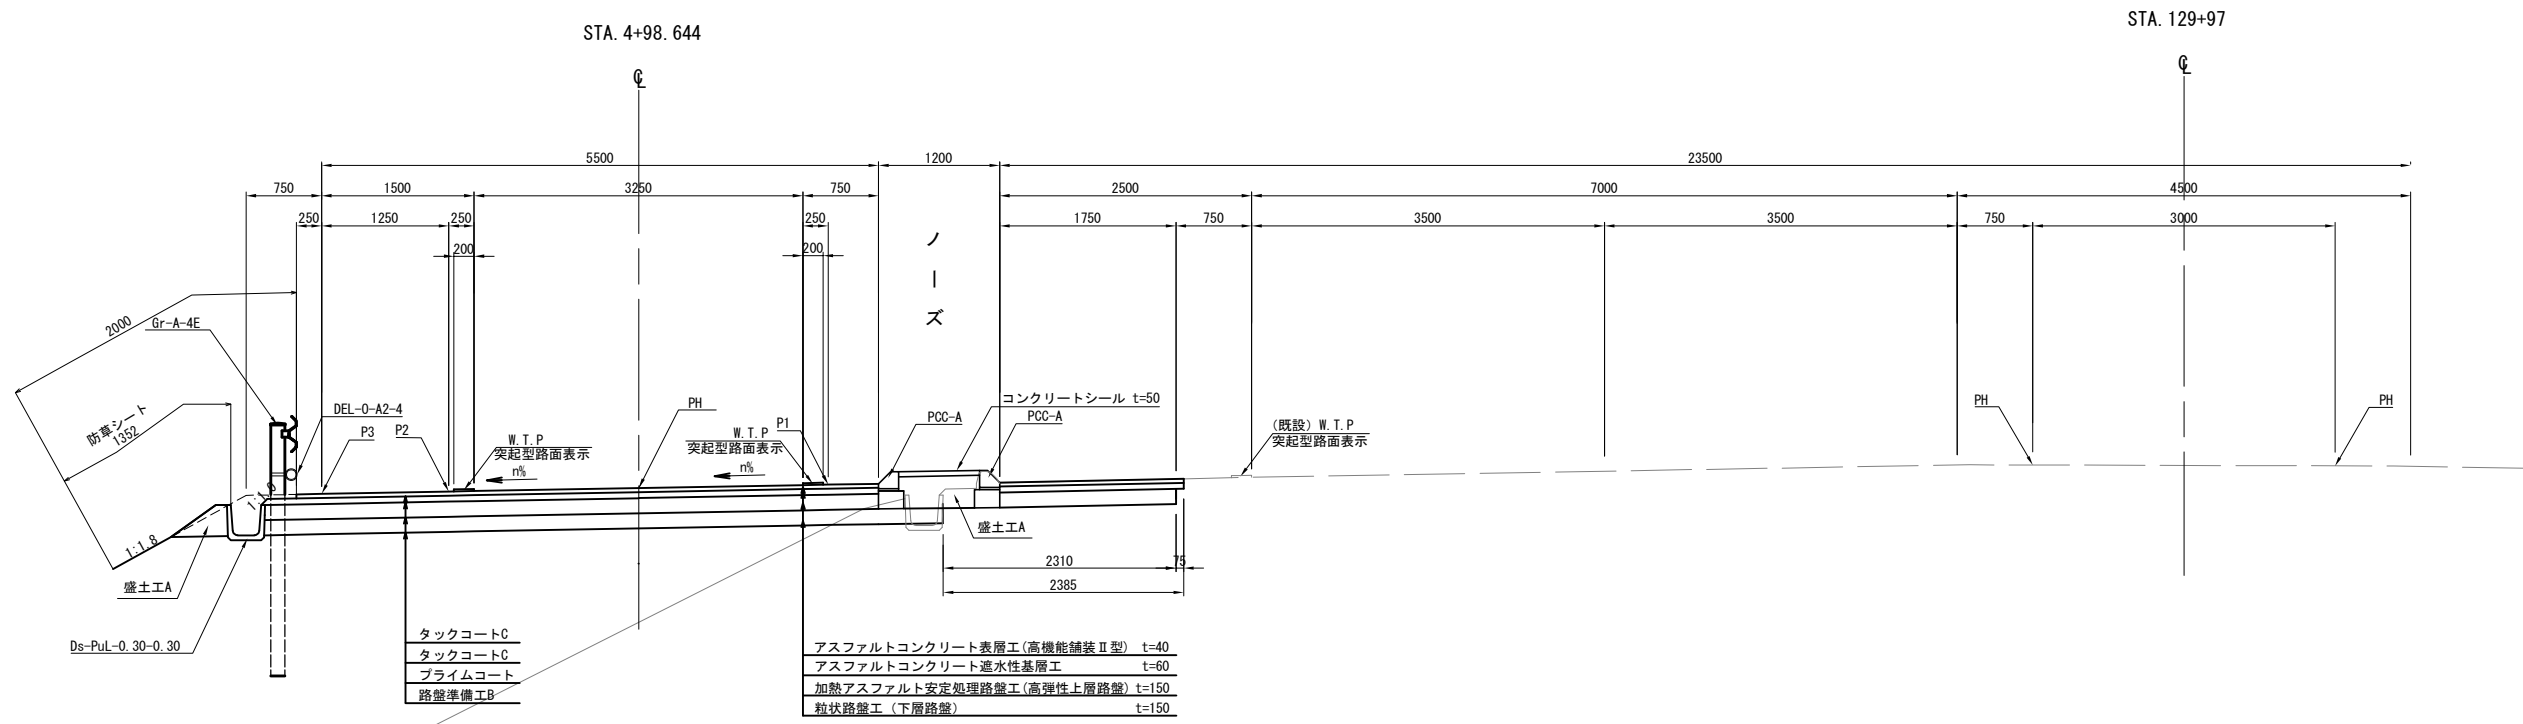 STA. 4+98. 644
STA. 129+97
℄
℄
5500
1200
23500
750
1500
3250
750
2500
7000
4500
250
1250
250
250
1750
750
3500
3500
750
3000
200
200
ノーズ
2000
Gr-A-4E
防草シート
1352
DEL-O-A2-4
P3
P2
W. T. P
突起型路面表示
n%
PH
W. T. P
突起型路面表示
n%
P1
PCC-A
コンクリートシール t=50
PCC-A
(既設) W. T. P
突起型路面表示
PH
PH
1:1.0
1:1.8
盛土工A
盛土工A
2310
75
2385
Ds-PuL-0. 30-0. 30
タックコートC
タックコートC
プライムコート
路盤準備工B
アスファルトコンクリート表層工(高機能舗装Ⅱ型) t=40
アスファルトコンクリート遮水性基層工 t=60
加熱アスファルト安定処理路盤工(高弾性上層路盤) t=150
粒状路盤工 (下層路盤) t=150